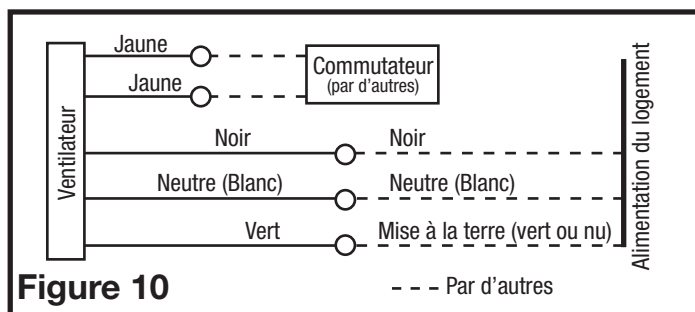 Jaune
Commutateur
(par d'autres)
Jaune
Ventilateur
Noir
Noir
Neutre (Blanc)
Neutre (Blanc)
Vert
Mise à la terre (vert ou nu)
Alimentation du logement
Figure 10
Par d'autres